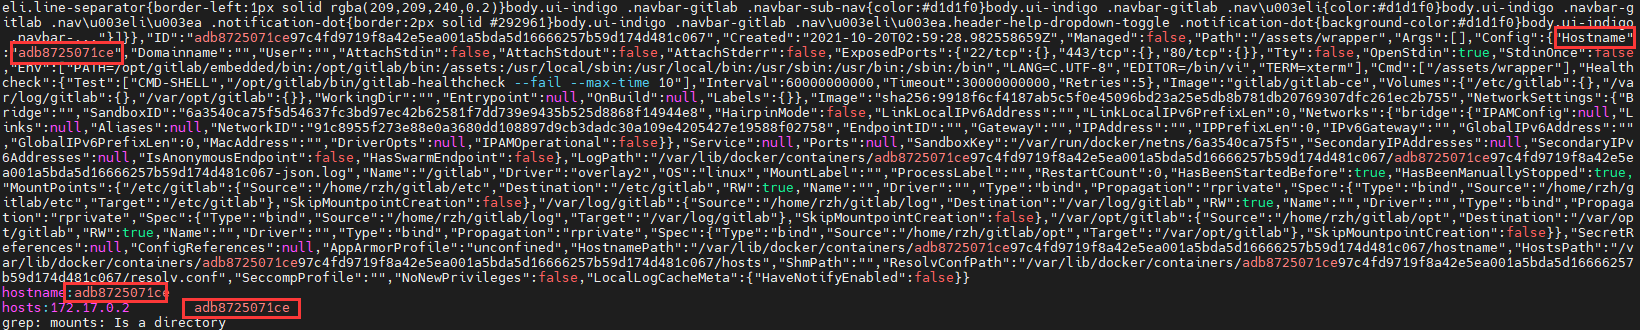 eli.line-separator{border-left:1px solid rgba(209,209,240,0.2)}body.ui-indigo .navbar-gitlab .navbar-sub-nav{color:#d1d1f0}body.ui-indigo .navbar-gitlab .navbar-nav{color:#d1d1f0}body.ui-indigo .navbar-g
itlab .nav\u003eli\u003ea .notification-dot{border:2px solid #292961}body.ui-indigo .navbar-gitlab .nav\u003eli\u003ea.header-help-dropdown-toggle .notification-dot{background-color:#d1d1f0}body.ui-indigo
.navbar-..."}]}},"ID":"adb8725071ce97c4fd9719f8a42e5ea001a5bda5d16666257b59d174d481c067","Created":"2021-10-20T02:59:28.982558659Z","Managed":false,"Path":"/assets/wrapper","Args":[],"Config":{"Hostname"
:"adb8725071ce","Domainname":"","User":"","AttachStdin":false,"AttachStdout":false,"AttachStderr":false,"ExposedPorts":{"22/tcp":{},"443/tcp":{},"80/tcp":{}},"Tty":false,"OpenStdin":true,"StdinOnce":false
,"Env":["PATH=/opt/gitlab/embedded/bin:/opt/gitlab/bin:/assets:/usr/local/sbin:/usr/local/bin:/usr/sbin:/usr/bin:/sbin:/bin","LANG=C.UTF-8","EDITOR=/bin/vi","TERM=xterm"],"Cmd":["/assets/wrapper"],"Health
check":{"Test":["CMD-SHELL","/opt/gitlab/bin/gitlab-healthcheck --fail --max-time 10"],"Interval":60000000000,"Timeout":30000000000,"Retries":5},"Image":"gitlab/gitlab-ce","Volumes":{"/etc/gitlab":{},"/va
r/log/gitlab":{},"/var/opt/gitlab":{}},"WorkingDir":"","Entrypoint":null,"OnBuild":null,"Labels":{}},"Image":"sha256:9918f6cf4187ab5c5f0e45096bd23a25e5db8b781db20769307dfc261ec2b755","NetworkSettings":{"B
ridge":"","SandboxID":"6a3540ca75f5d54637fc3bd97ec42b62581f7dd739e9435b525d8868f14944e8","HairpinMode":false,"LinkLocalIPv6Address":"","LinkLocalIPv6PrefixLen":0,"Networks":{"bridge":{"IPAMConfig":null,"L
inks":null,"Aliases":null,"NetworkID":"91c8955f273e88e0a3680dd108897d9cb3dadc30a109e4205427e19588f02758","EndpointID":"","Gateway":"","IPAddress":"","IPPrefixLen":0,"IPv6Gateway":"","GlobalIPv6Address":""
,"GlobalIPv6PrefixLen":0,"MacAddress":"","DriverOpts":null,"IPAMOperational":false}},"Service":null,"Ports":null,"SandboxKey":"/var/run/docker/netns/6a3540ca75f5","SecondaryIPAddresses":null,"SecondaryIPv
6Addresses":null,"IsAnonymousEndpoint":false,"HasSwarmEndpoint":false},"LogPath":"/var/lib/docker/containers/adb8725071ce97c4fd9719f8a42e5ea001a5bda5d16666257b59d174d481c067/adb8725071ce97c4fd9719f8a42e5e
a001a5bda5d16666257b59d174d481c067-json.log","Name":"/gitlab","Driver":"overlay2","OS":"linux","MountLabel":"","ProcessLabel":"","RestartCount":0,"HasBeenStartedBefore":true,"HasBeenManuallyStopped":true,
"MountPoints":{"/etc/gitlab":{"Source":"/home/rzh/gitlab/etc","Destination":"/etc/gitlab","RW":true,"Name":"","Driver":"","Type":"bind","Propagation":"rprivate","Spec":{"Type":"bind","Source":"/home/rzh/g
itlab/etc","Target":"/etc/gitlab"},"SkipMountpointCreation":false},"/var/log/gitlab":{"Source":"/home/rzh/gitlab/log","Destination":"/var/log/gitlab","RW":true,"Name":"","Driver":"","Type":"bind","Propaga
tion":"rprivate","Spec":{"Type":"bind","Source":"/home/rzh/gitlab/log","Target":"/var/log/gitlab"},"SkipMountpointCreation":false},"/var/opt/gitlab":{"Source":"/home/rzh/gitlab/opt","Destination":"/var/op
t/gitlab","RW":true,"Name":"","Driver":"","Type":"bind","Propagation":"rprivate","Spec":{"Type":"bind","Source":"/home/rzh/gitlab/opt","Target":"/var/opt/gitlab"},"SkipMountpointCreation":false}},"SecretR
eferences":null,"ConfigReferences":null,"AppArmorProfile":"unconfined","HostnamePath":"/var/lib/docker/containers/adb8725071ce97c4fd9719f8a42e5ea001a5bda5d16666257b59d174d481c067/hostname","HostsPath":"/v
ar/lib/docker/containers/adb8725071ce97c4fd9719f8a42e5ea001a5bda5d16666257b59d174d481c067/hosts","ShmPath":"","ResolvConfPath":"/var/lib/docker/containers/adb8725071ce97c4fd9719f8a42e5ea001a5bda5d16666257
b59d174d481c067/resolv.conf","SeccompProfile":"","NoNewPrivileges":false,"LocalLogCacheMeta":{"HaveNotifyEnabled":false}}
hostname:adb8725071ce
hosts:172.17.0.2 adb8725071ce
grep: mounts: Is a directory